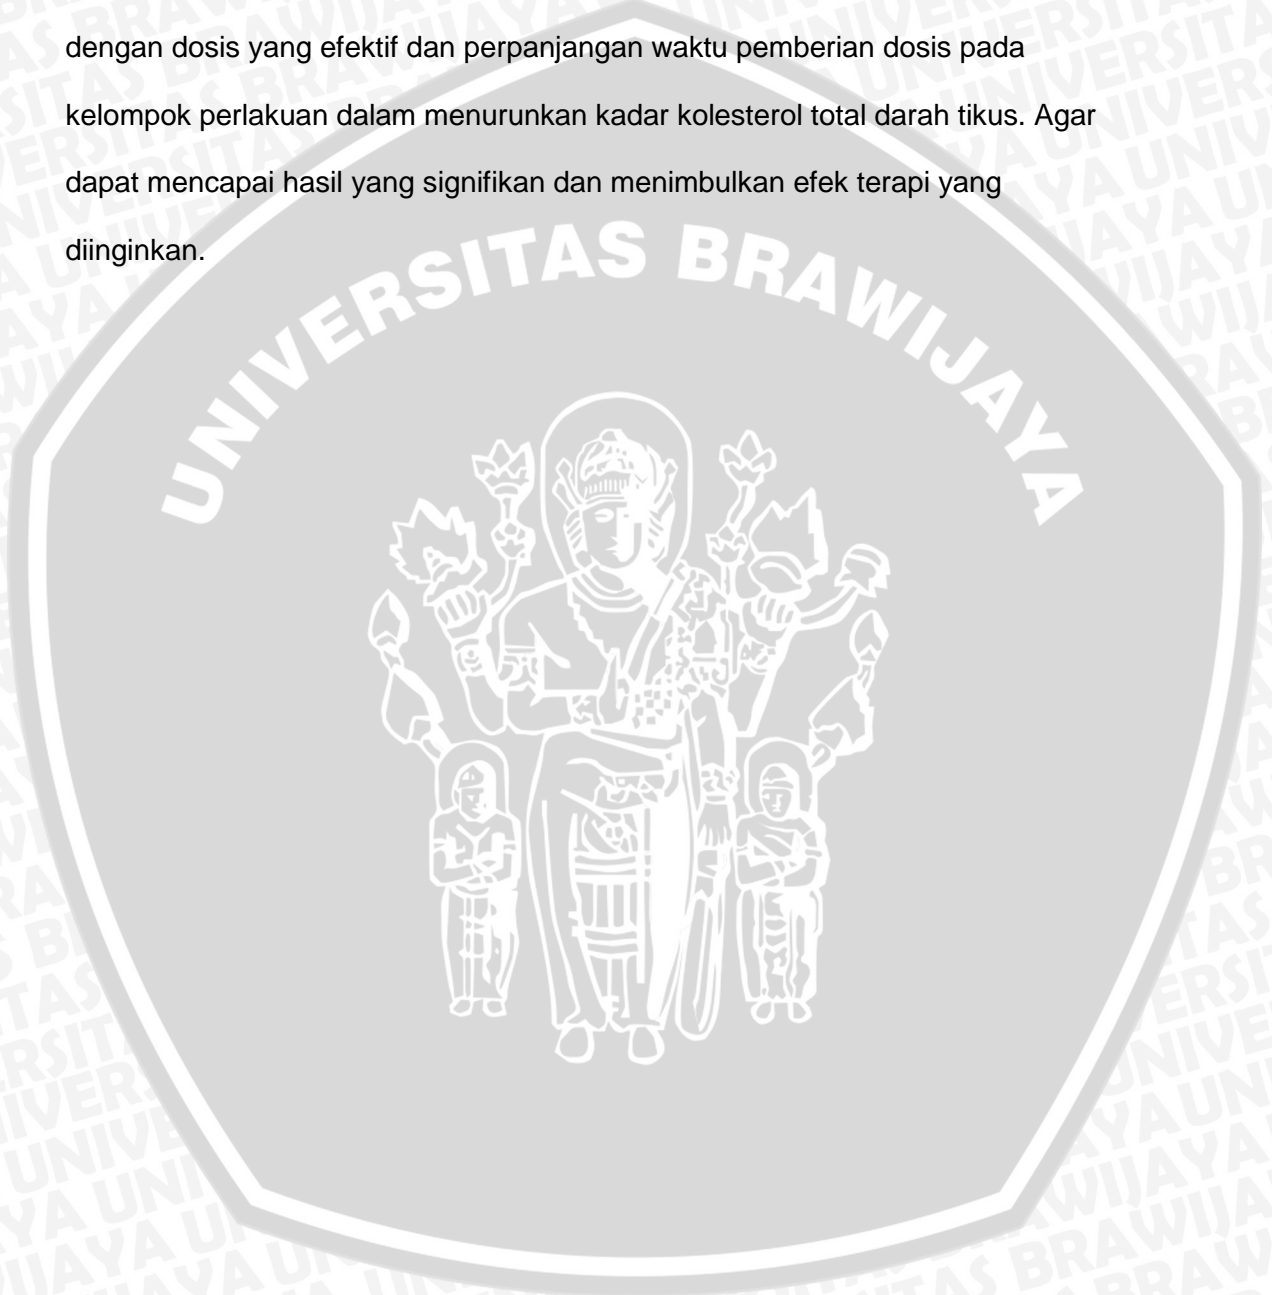 dengan dosis yang efektif dan perpanjangan waktu pemberian dosis pada
kelompok perlakuan dalam menurunkan kadar kolesterol total darah tikus. Agar
dapat mencapai hasil yang signifikan dan menimbulkan efek terapi yang
diinginkan.
UNIVERSITAS BRAWIJAYA